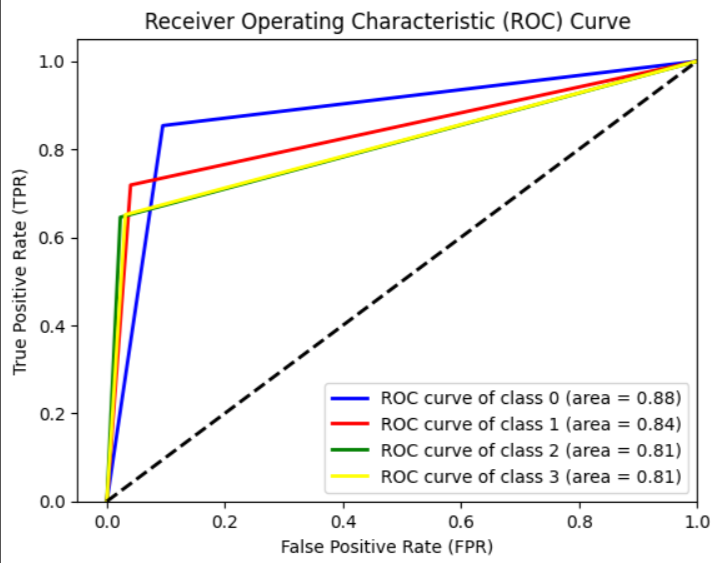 Receiver Operating Characteristic (ROC) Curve
1.0
0.8
0.6
0.4
0.2
0.0
True Positive Rate (TPR)
ROC curve of class 0 (area = 0.88)
ROC curve of class 1 (area = 0.84)
ROC curve of class 2 (area = 0.81)
ROC curve of class 3 (area = 0.81)
0.0 0.2 0.4 0.6 0.8 1.0
False Positive Rate (FPR)